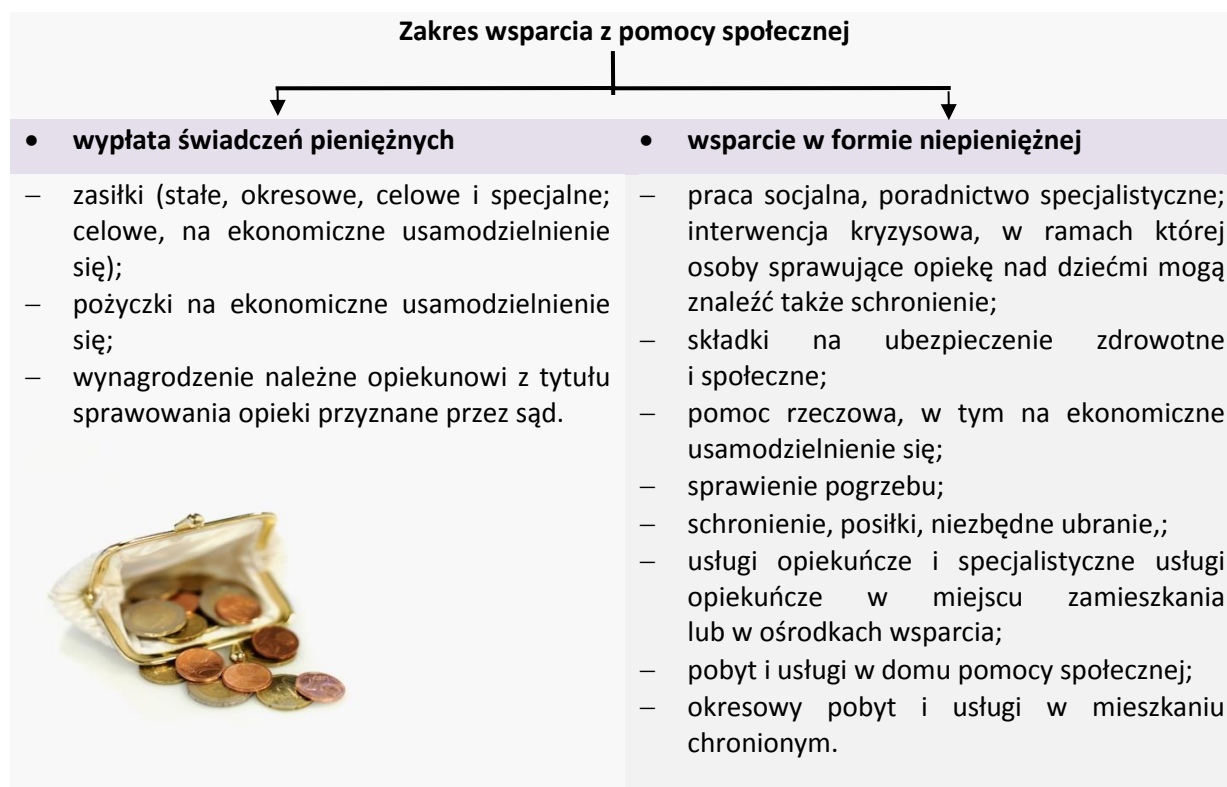 Zakres wsparcia z pomocy społecznej
• wypłata świadczeń pieniężnych
– zasiłki (stałe, okresowe, celowe i specjalne;
celowe, na ekonomiczne usamodzielnienie
się);
– pożyczki na ekonomiczne usamodzielnienie
się;
– wynagrodzenie należne opiekunowi z tytułu
sprawowania opieki przyznane przez sąd.
• wsparcie w formie niepieniężnej
– praca socjalna, poradnictwo specjalistyczne;
interwencja kryzysowa, w ramach której
osoby sprawujące opiekę nad dziećmi mogą
znaleźć także schronienie;
– składki na ubezpieczenie zdrowotne
i społeczne;
– pomoc rzeczowa, w tym na ekonomiczne
usamodzielnienie się;
– sprawienie pogrzebu;
– schronienie, posiłki, niezbędne ubranie,;
– usługi opiekuńcze i specjalistyczne usługi
opiekuńcze w miejscu zamieszkania
lub w ośrodkach wsparcia;
– pobyt i usługi w domu pomocy społecznej;
– okresowy pobyt i usługi w mieszkaniu
chronionym.